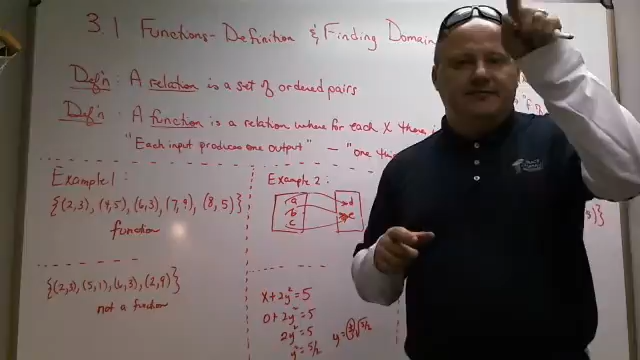 3.1 Functions - Definition & Finding Domain
Def'n : A relation is a set of ordered pairs
Def'n : A function is a relation where for each x there
"Each input produces one output" — "one
Example 1
{(2,3), (4,5), (6,3), (7,9), (8,5)}
function
{(2,3), (5,1), (6,3), (2,9)}
not a function
Example 2
a
b
c
d
e
x+2y²=5
0+2y²=5
2y²=5
y²=5/2